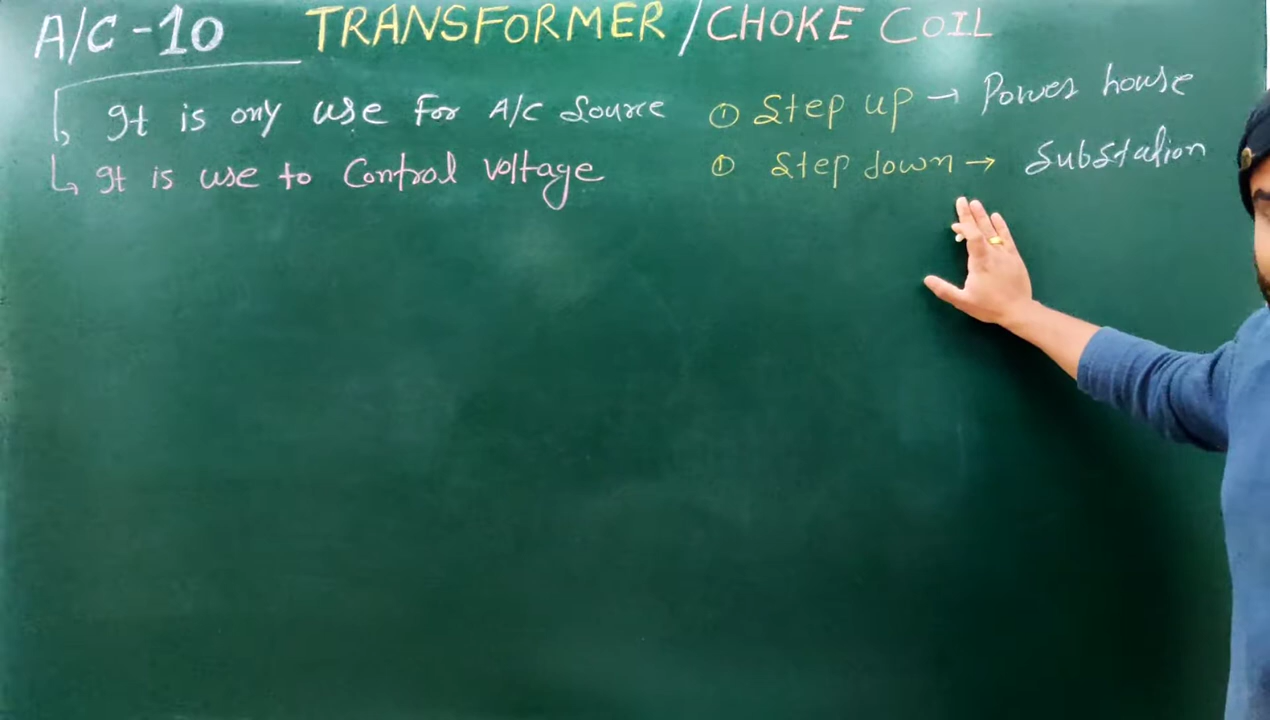 A/C-10 TRANSFORMER / CHOKE COIL
It is only use For A/C Source
It is use to Control voltage
① Step up → Power house
① Step down → Substation